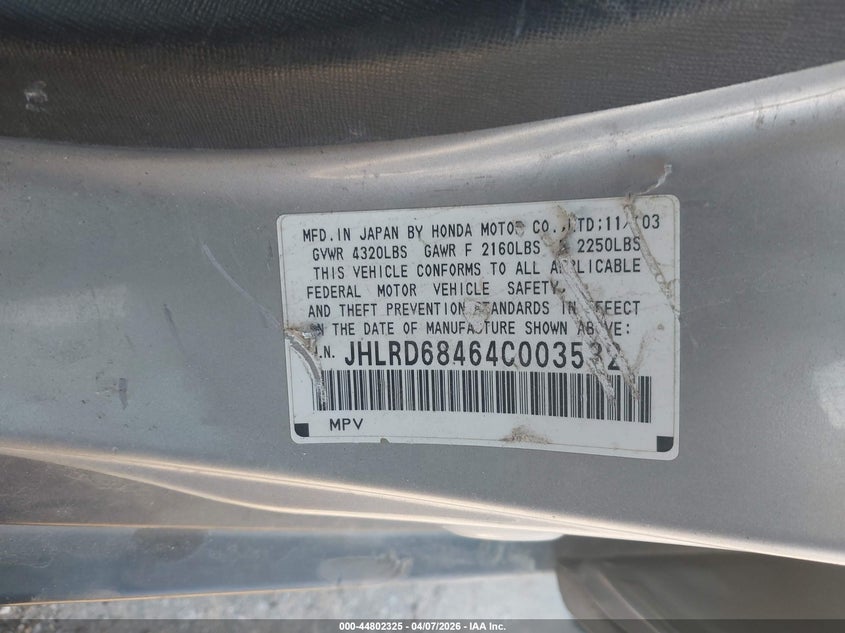 MFD. IN JAPAN BY HONDA MOTOR CO., LTD; 11/03
GVWR 4320LBS GAWR F 2160LBS R 2250LBS
THIS VEHICLE CONFORMS TO ALL APPLICABLE
FEDERAL MOTOR VEHICLE SAFETY
AND THEFT PREVENTION STANDARDS IN EFFECT
ON THE DATE OF MANUFACTURE SHOWN ABOVE:
V.I.N. JHLRD68464C003532
MPV
000-44802325 - 04/07/2026 - IAA Inc.